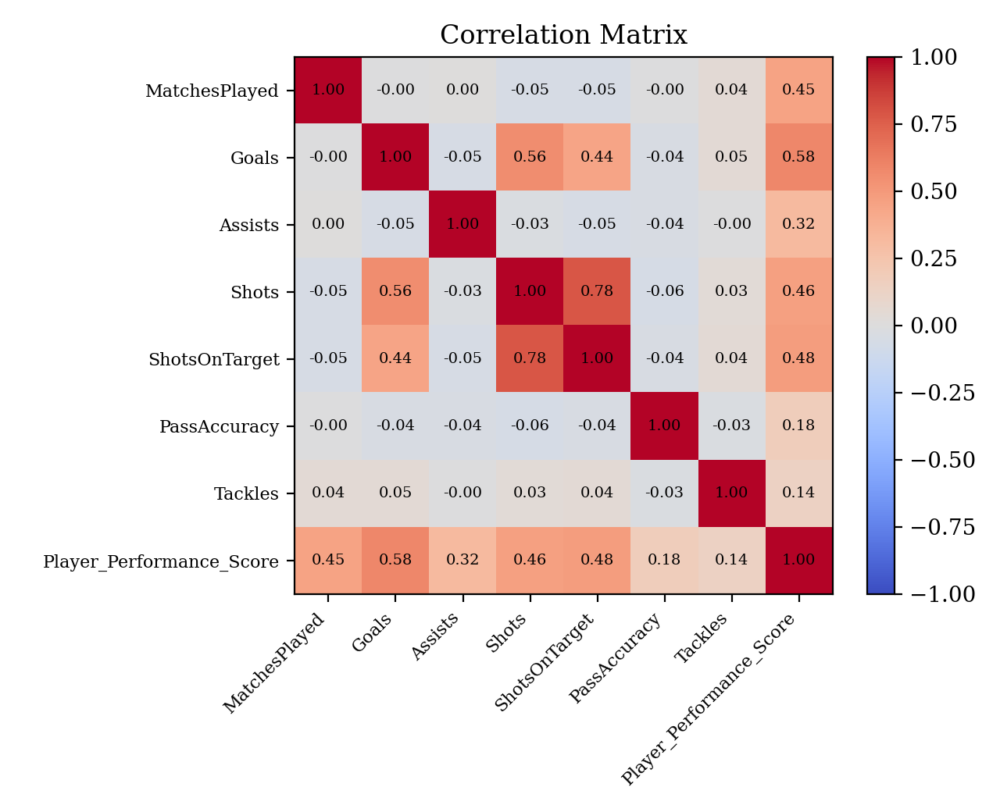 Correlation Matrix
MatchesPlayed 1.00 -0.00 0.00 -0.05 -0.05 -0.00 0.04 0.45
Goals -0.00 1.00 -0.05 0.56 0.44 -0.04 0.05 0.58
Assists 0.00 -0.05 1.00 -0.03 -0.05 -0.04 -0.00 0.32
Shots -0.05 0.56 -0.03 1.00 0.78 -0.06 0.03 0.46
ShotsOnTarget -0.05 0.44 -0.05 0.78 1.00 -0.04 0.04 0.48
PassAccuracy -0.00 -0.04 -0.04 -0.06 -0.04 1.00 -0.03 0.18
Tackles 0.04 0.05 -0.00 0.03 0.04 -0.03 1.00 0.14
Player_Performance_Score 0.45 0.58 0.32 0.46 0.48 0.18 0.14 1.00
MatchesPlayed
Goals
Assists
Shots
ShotsOnTarget
PassAccuracy
Tackles
Player_Performance_Score
1.00
0.75
0.50
0.25
0.00
−0.25
−0.50
−0.75
−1.00